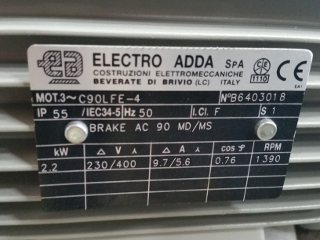 ELECTRO ADDA SPA
COSTRUZIONI ELETTROMECCANICHE
BEVERATE DI BRIVIO (LC) ITALY
MOT.3~ C90LFE-4 N°B6403018
IP 55 /IEC34-5 Hz 50 I.Cl. F S 1
BRAKE AC 90 MD/MS
kW Δ V ⅄ Δ A ⅄ cos φ RPM
2.2 230/400 9.7/5.6 0.76 1390